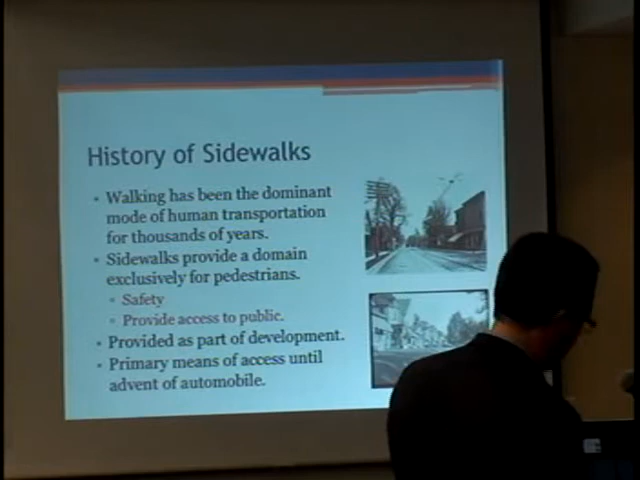 History of Sidewalks
• Walking has been the dominant
mode of human transportation
for thousands of years.
• Sidewalks provide a domain
exclusively for pedestrians.
▫ Safety
▫ Provide access to public.
• Provided as part of development.
• Primary means of access until
advent of automobile.